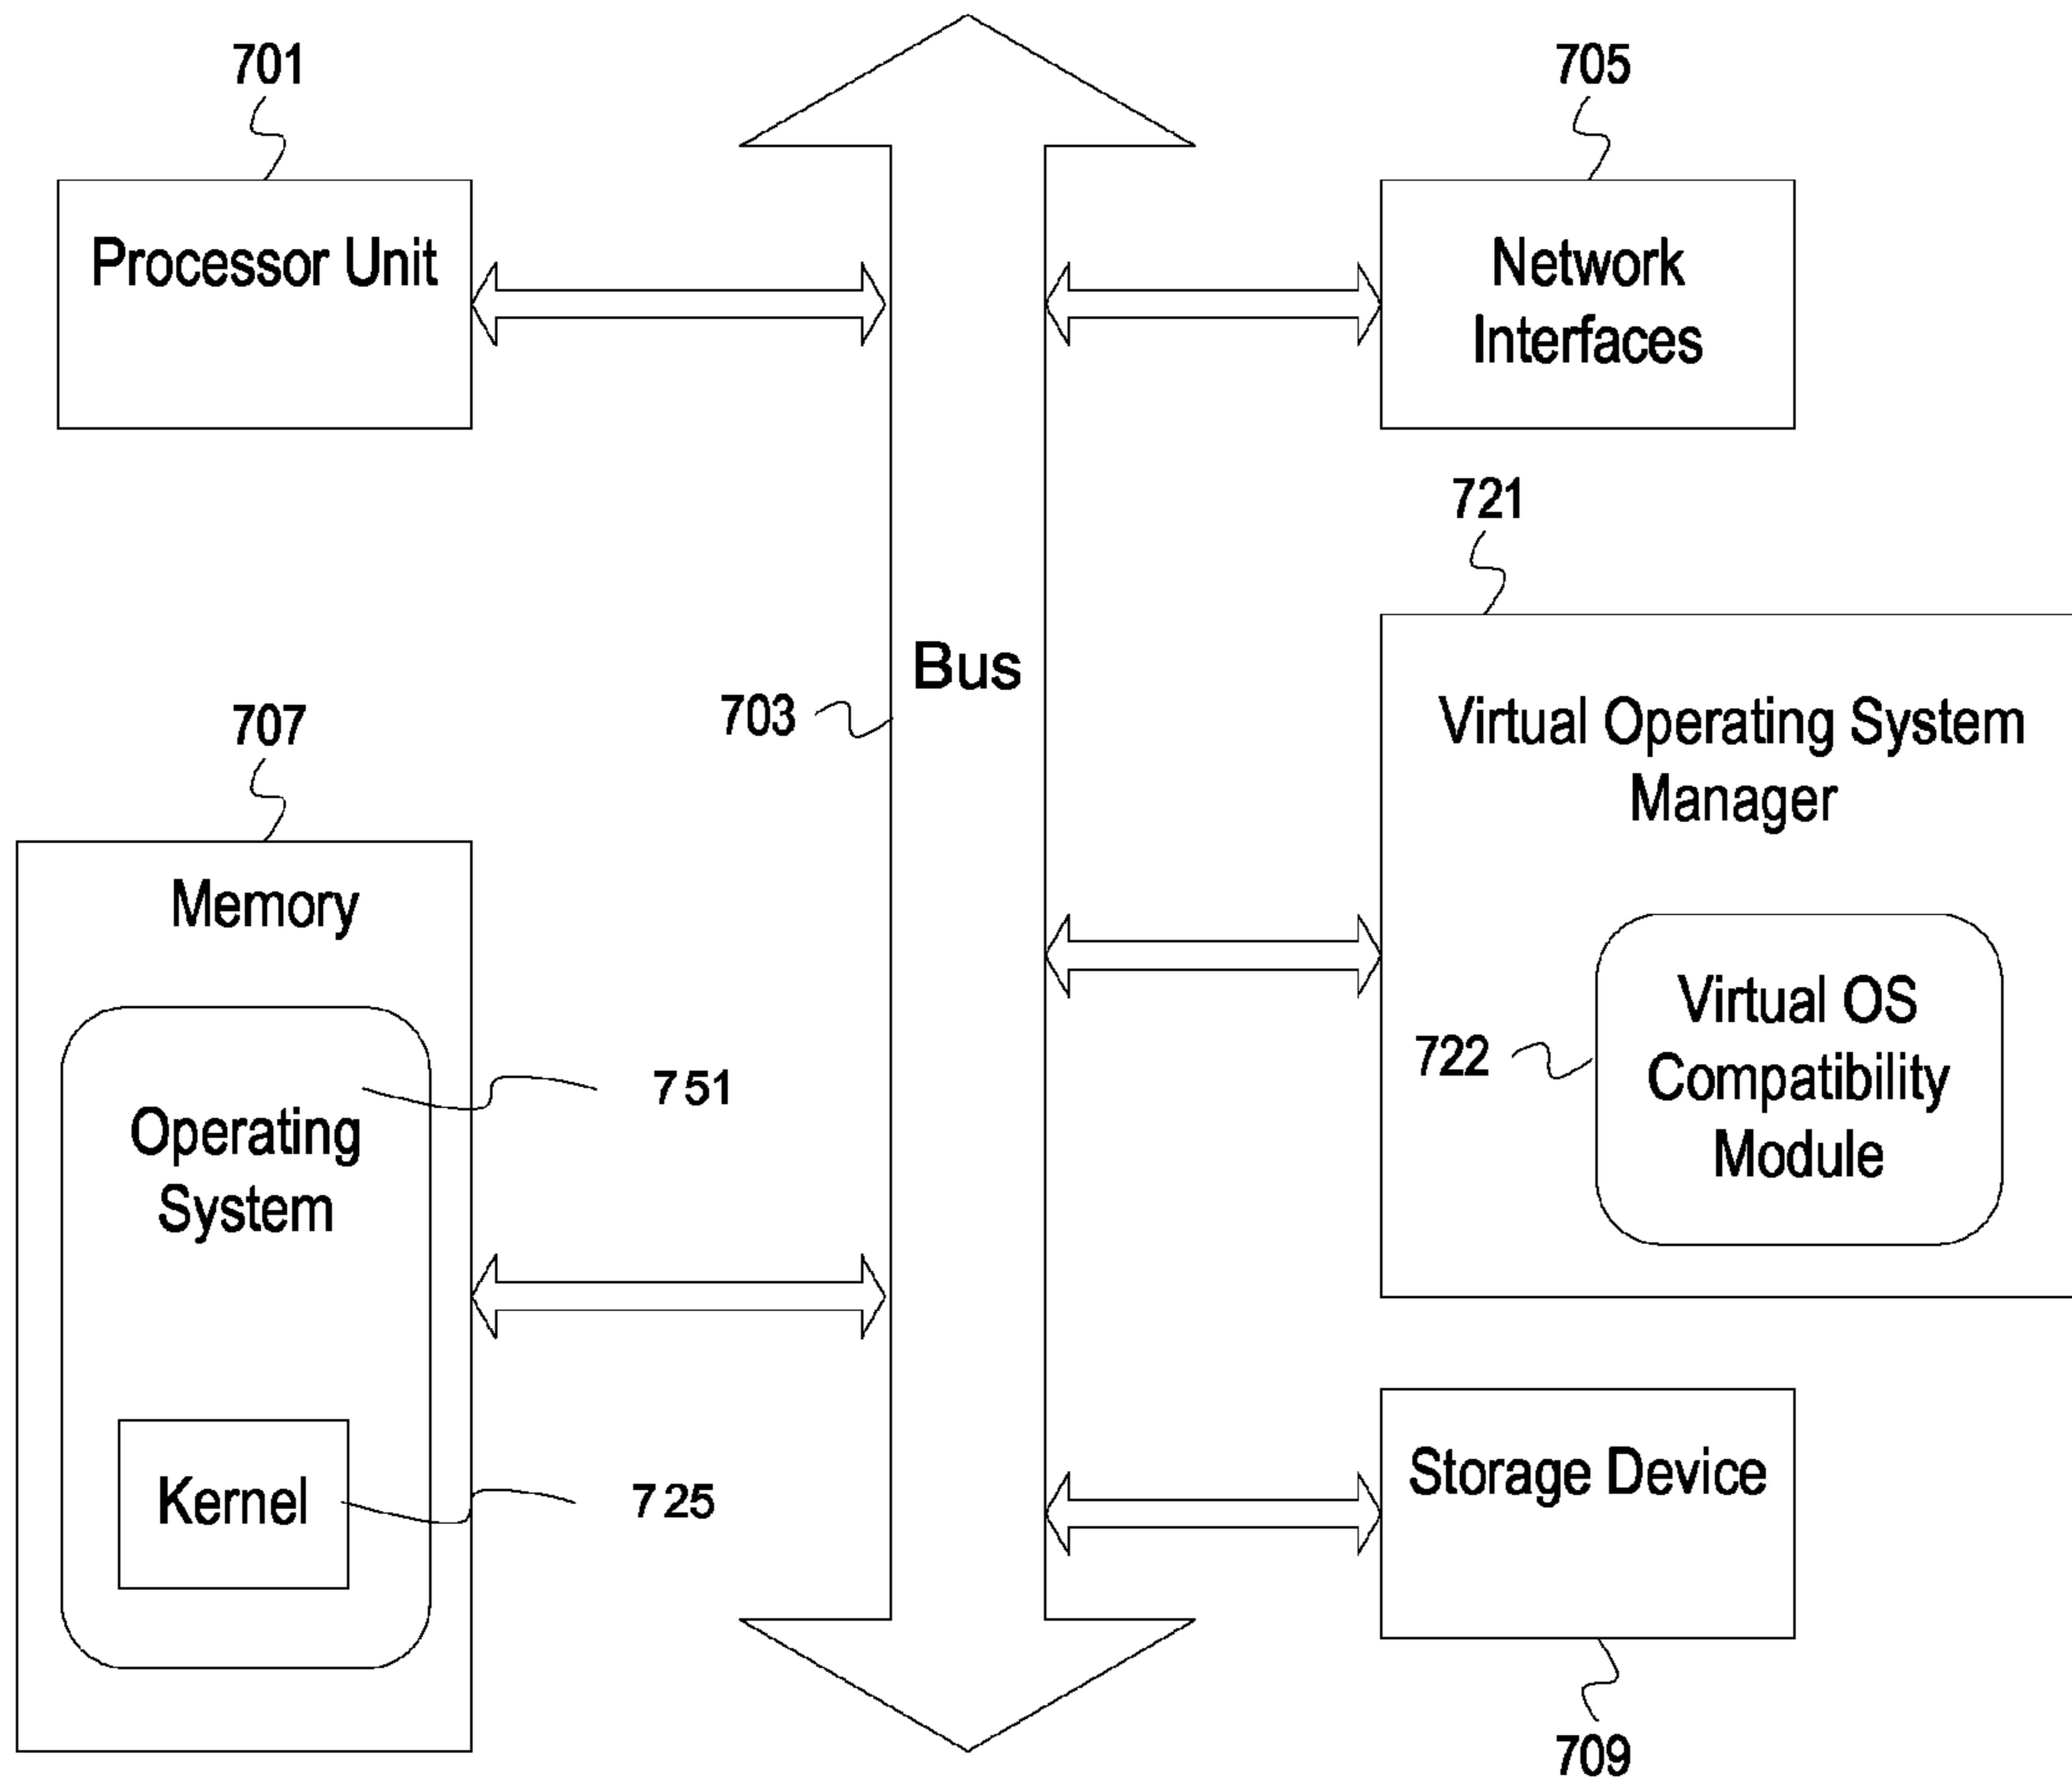 701
Processor Unit
705
Network
Interfaces
721
Virtual Operating System
Manager
Virtual OS
Compatibility
Module
722
Bus
703
707
Memory
Operating
System
751
Kernel
725
Storage Device
709